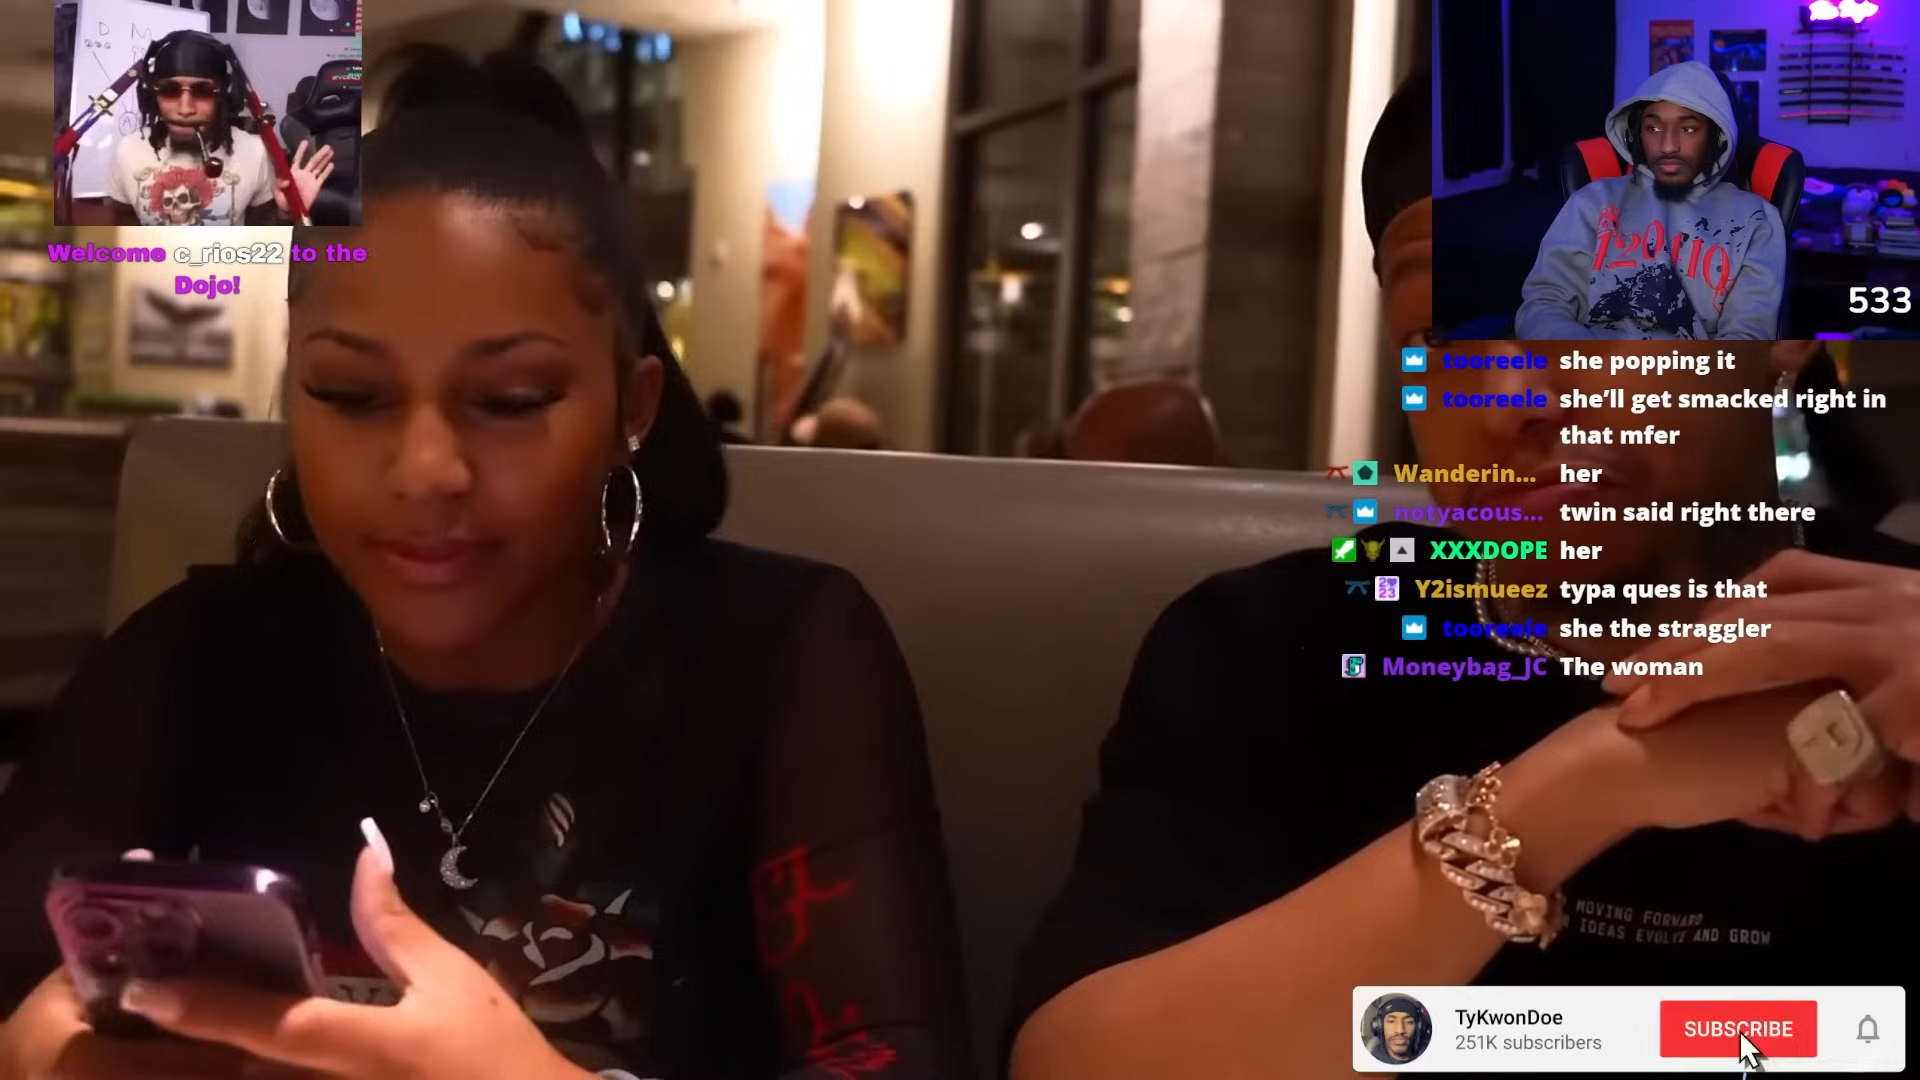 Welcome c_rios22 to the
Dojo!
533
tooreele she popping it
tooreele she'll get smacked right in
that mfer
Wanderin... her
notyacous... twin said right there
XXXDOPE her
Y2ismueez typa ques is that
tooreele she the straggler
Moneybag_JC The woman
MOVING FORWARD
IDEAS EVOLVE AND GROW
TyKwonDoe
251K subscribers
SUBSCRIBE